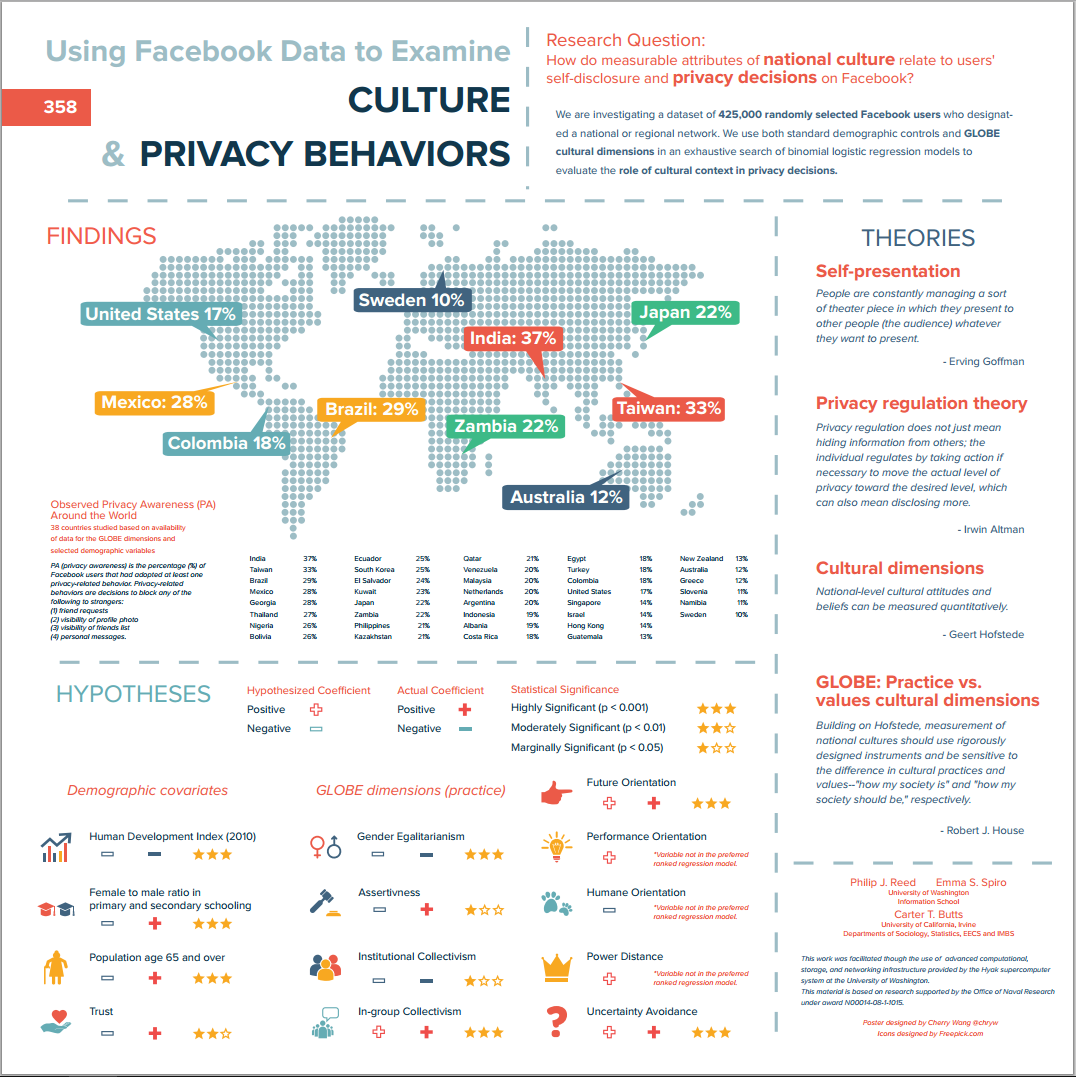 Using Facebook Data to Examine
358
CULTURE
& PRIVACY BEHAVIORS
Research Question:
How do measurable attributes of national culture relate to users'
self-disclosure and privacy decisions on Facebook?
We are investigating a dataset of 425,000 randomly selected Facebook users who designat-
ed a national or regional network. We use both standard demographic controls and GLOBE
cultural dimensions in an exhaustive search of binomial logistic regression models to
evaluate the role of cultural context in privacy decisions.
FINDINGS
United States 17%
Sweden 10%
Japan 22%
India: 37%
Mexico: 28%
Brazil: 29%
Taiwan: 33%
Zambia 22%
Colombia 18%
Australia 12%
Observed Privacy Awareness (PA)
Around the World
38 countries studied based on availability
of data for the GLOBE dimensions and
selected demographic variables
PA (privacy awareness) is the percentage (%) of
Facebook users that had adopted at least one
privacy-related behavior. Privacy-related
behaviors are decisions to block any of the
following to strangers:
(1) friend requests
(2) visibility of profile photo
(3) visibility of friends list
(4) personal messages.
India 37% Ecuador 25% Qatar 21% Egypt 18% New Zealand 13%
Taiwan 33% South Korea 25% Venezuela 20% Turkey 18% Australia 12%
Brazil 29% El Salvador 24% Malaysia 20% Colombia 18% Greece 12%
Mexico 28% Kuwait 23% Netherlands 20% United States 17% Slovenia 11%
Georgia 28% Japan 22% Argentina 20% Singapore 14% Namibia 11%
Thailand 27% Zambia 22% Indonesia 19% Israel 14% Sweden 10%
Nigeria 26% Philippines 21% Albania 19% Hong Kong 14%
Bolivia 26% Kazakhstan 21% Costa Rica 18% Guatemala 13%
HYPOTHESES
Hypothesized Coefficient
Positive
Negative
Actual Coefficient
Positive
Negative
Statistical Significance
Highly Significant (p < 0.001)
Moderately Significant (p < 0.01)
Marginally Significant (p < 0.05)
Demographic covariates
Human Development Index (2010)
Female to male ratio in
primary and secondary schooling
Population age 65 and over
Trust
GLOBE dimensions (practice)
Gender Egalitarianism
Assertivness
Institutional Collectivism
In-group Collectivism
Future Orientation
Performance Orientation
*Variable not in the preferred
ranked regression model.
Humane Orientation
*Variable not in the preferred
ranked regression model.
Power Distance
*Variable not in the preferred
ranked regression model.
Uncertainty Avoidance
THEORIES
Self-presentation
People are constantly managing a sort
of theater piece in which they present to
other people (the audience) whatever
they want to present.
- Erving Goffman
Privacy regulation theory
Privacy regulation does not just mean
hiding information from others; the
individual regulates by taking action if
necessary to move the actual level of
privacy toward the desired level, which
can also mean disclosing more.
- Irwin Altman
Cultural dimensions
National-level cultural attitudes and
beliefs can be measured quantitatively.
- Geert Hofstede
GLOBE: Practice vs.
values cultural dimensions
Building on Hofstede, measurement of
national cultures should use rigorously
designed instruments and be sensitive to
the difference in cultural practices and
values--"how my society is" and "how my
society should be," respectively.
- Robert J. House
Philip J. Reed Emma S. Spiro
University of Washington
Information School
Carter T. Butts
University of California, Irvine
Departments of Sociology, Statistics, EECS and IMBS
This work was facilitated though the use of advanced computational,
storage, and networking infrastructure provided by the Hyak supercomputer
system at the University of Washington.
This material is based on research supported by the Office of Naval Research
under award N00014-08-1-1015.
Poster designed by Cherry Wang @chryw
Icons designed by Freepick.com